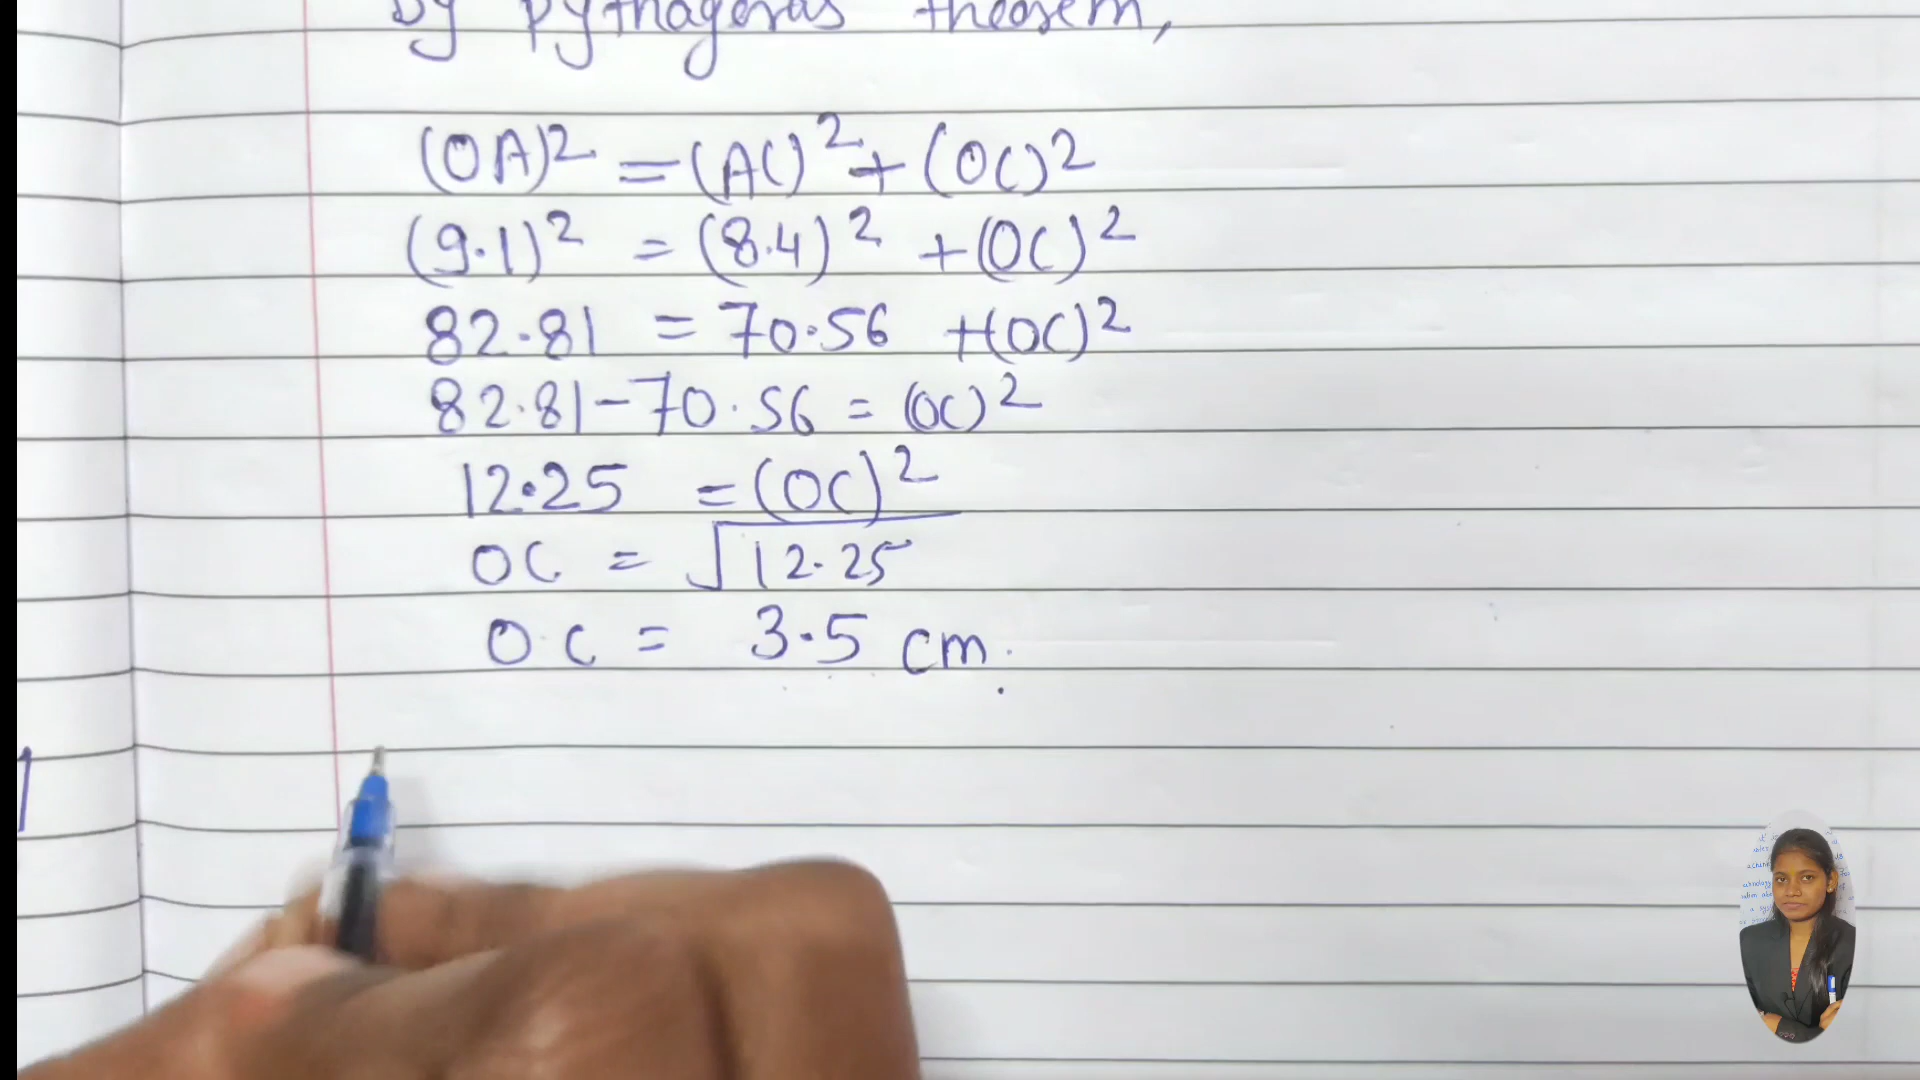 by pythagoras theorem,
(OA)² = (AC)² + (OC)²
(9.1)² = (8.4)² + (OC)²
82.81 = 70.56 + (OC)²
82.81 - 70.56 = (OC)²
12.25 = (OC)²
OC = √12.25
OC = 3.5 cm.